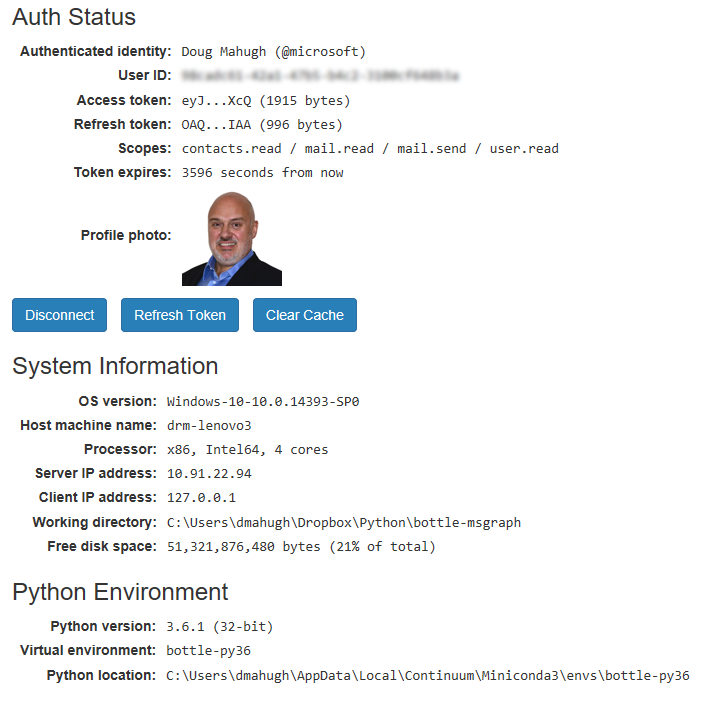 Auth Status
Authenticated identity: Doug Mahugh (@microsoft)
User ID:
Access token: eyJ...XcQ (1915 bytes)
Refresh token: OAQ...IAA (996 bytes)
Scopes: contacts.read / mail.read / mail.send / user.read
Token expires: 3596 seconds from now
Profile photo:
Disconnect Refresh Token Clear Cache
System Information
OS version: Windows-10-10.0.14393-SP0
Host machine name: drm-lenovo3
Processor: x86, Intel64, 4 cores
Server IP address: 10.91.22.94
Client IP address: 127.0.0.1
Working directory: C:\Users\dmahugh\Dropbox\Python\bottle-msgraph
Free disk space: 51,321,876,480 bytes (21% of total)
Python Environment
Python version: 3.6.1 (32-bit)
Virtual environment: bottle-py36
Python location: C:\Users\dmahugh\AppData\Local\Continuum\Miniconda3\envs\bottle-py36